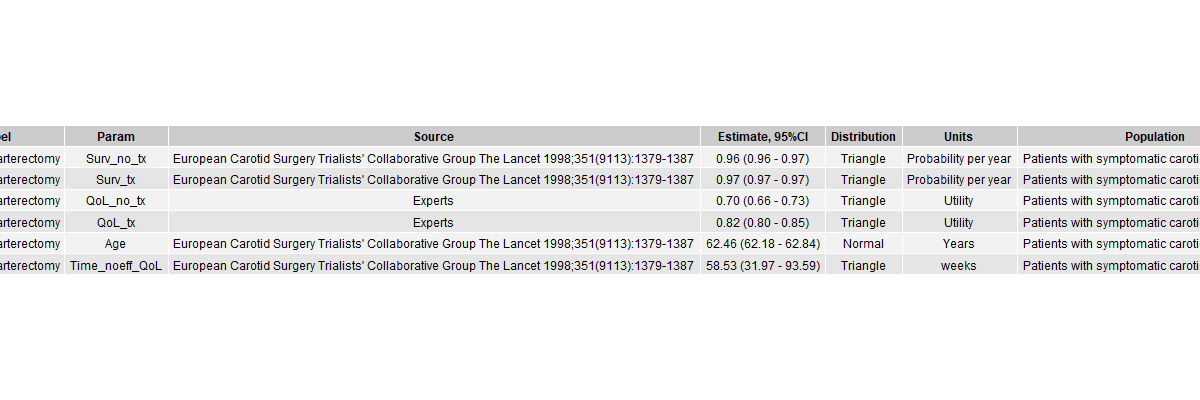 bel Param Source Estimate, 95%CI Distribution Units Population
arterectomy Surv_no_tx European Carotid Surgery Trialists' Collaborative Group The Lancet 1998;351(9113):1379-1387 0.96 (0.96 - 0.97) Triangle Probability per year Patients with symptomatic caroti
arterectomy Surv_tx European Carotid Surgery Trialists' Collaborative Group The Lancet 1998;351(9113):1379-1387 0.97 (0.97 - 0.97) Triangle Probability per year Patients with symptomatic caroti
arterectomy QoL_no_tx Experts 0.70 (0.66 - 0.73) Triangle Utility Patients with symptomatic caroti
arterectomy QoL_tx Experts 0.82 (0.80 - 0.85) Triangle Utility Patients with symptomatic caroti
arterectomy Age European Carotid Surgery Trialists' Collaborative Group The Lancet 1998;351(9113):1379-1387 62.46 (62.18 - 62.84) Normal Years Patients with symptomatic caroti
arterectomy Time_noeff_QoL European Carotid Surgery Trialists' Collaborative Group The Lancet 1998;351(9113):1379-1387 58.53 (31.97 - 93.59) Triangle weeks Patients with symptomatic caroti